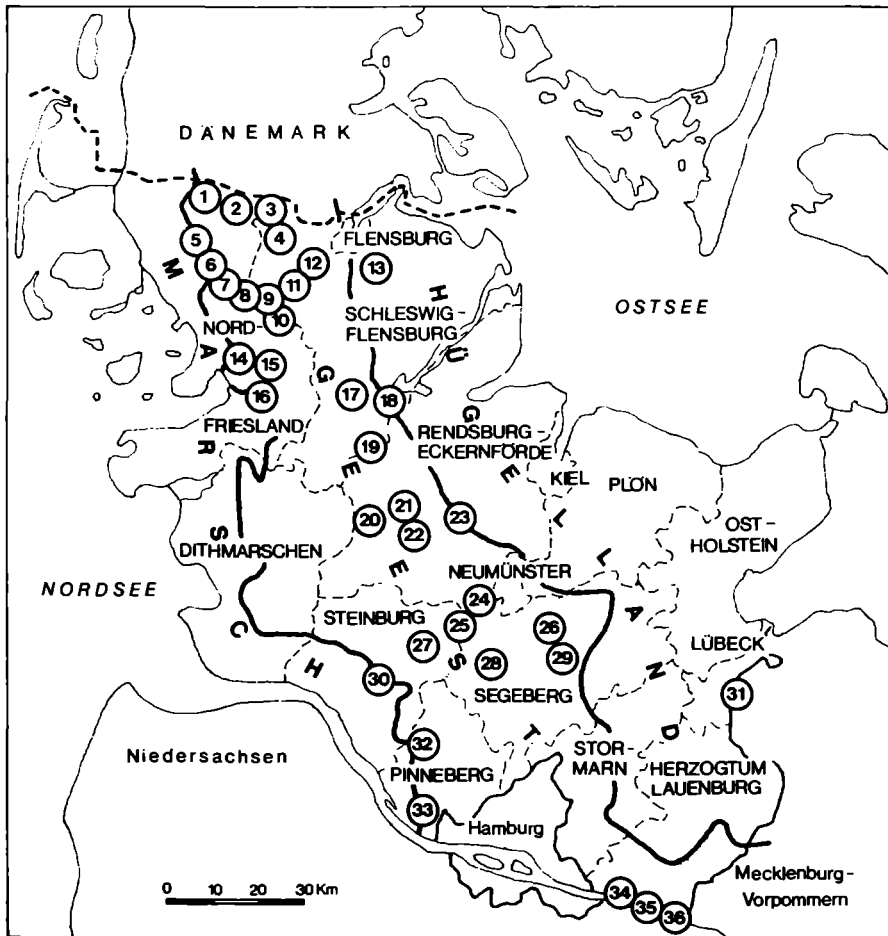 DÄNEMARK
1
2
3
4
5
6
7
8
9
10
11
12
13
FLENSBURG
SCHLESWIG-
FLENSBURG
OSTSEE
NORD-
FRIESLAND
14
15
16
17
18
19
RENDSBURG-
ECKERNFÖRDE
KIEL
PLÖN
OST-
HOLSTEIN
20
21
22
23
DITHMARSCHEN
NORDSEE
NEUMÜNSTER
STEINBURG
24
25
26
27
28
29
SEGEBERG
LÜBECK
30
31
32
33
PINNEBERG
STOR-
MARN
HERZOGTUM
LAUENBURG
Niedersachsen
Hamburg
Mecklenburg-
Vorpommern
34
35
36
MARSCH
GEEST
HÜGELLAND
0 10 20 30 Km